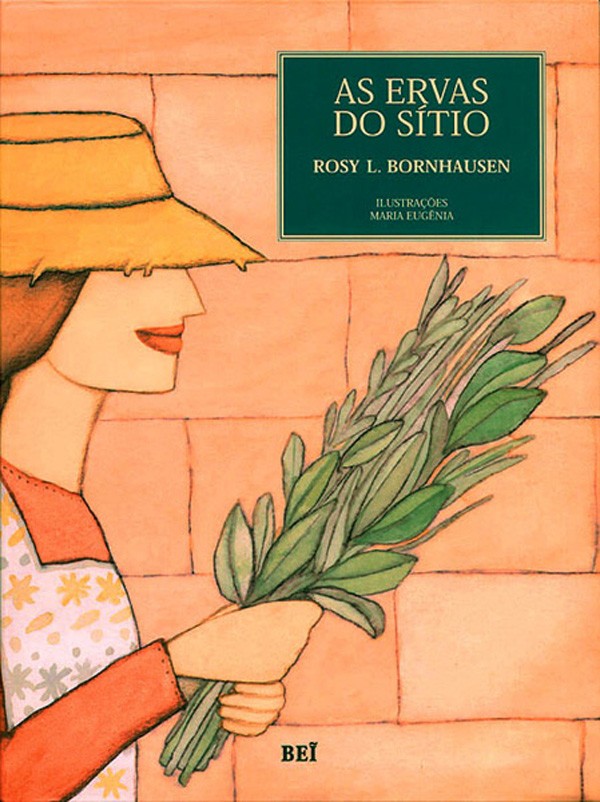 AS ERVAS
DO SÍTIO
ROSY L. BORNHAUSEN
ILUSTRAÇÕES
MARIA EUGÊNIA
BEĨ